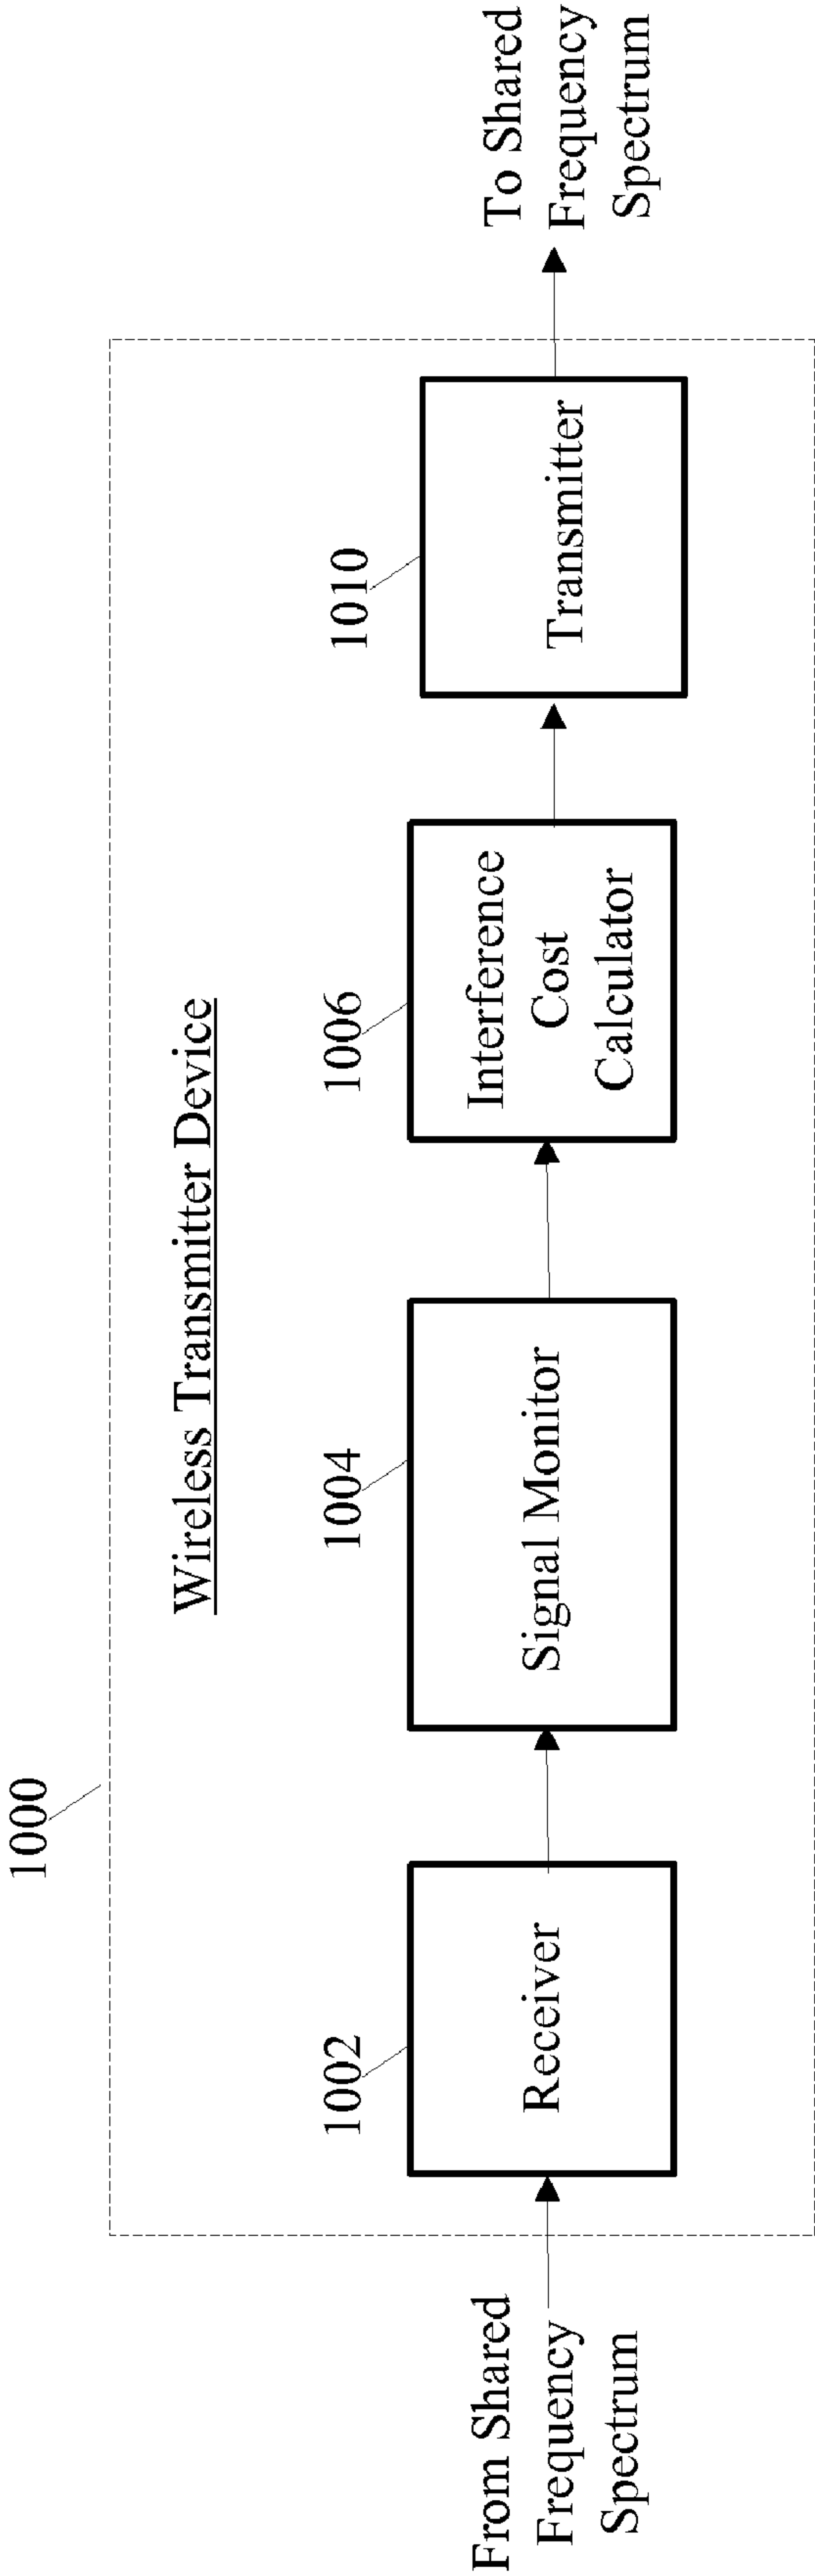 1000
Wireless Transmitter Device
From Shared
Frequency
Spectrum
1002
Receiver
1004
Signal Monitor
1006
Interference
Cost
Calculator
1010
Transmitter
To Shared
Frequency
Spectrum